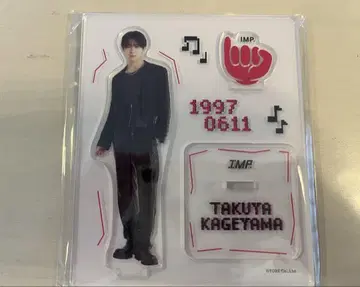 IMP.
1997
0611
IMP.
TAKUYA
KAGEYAMA